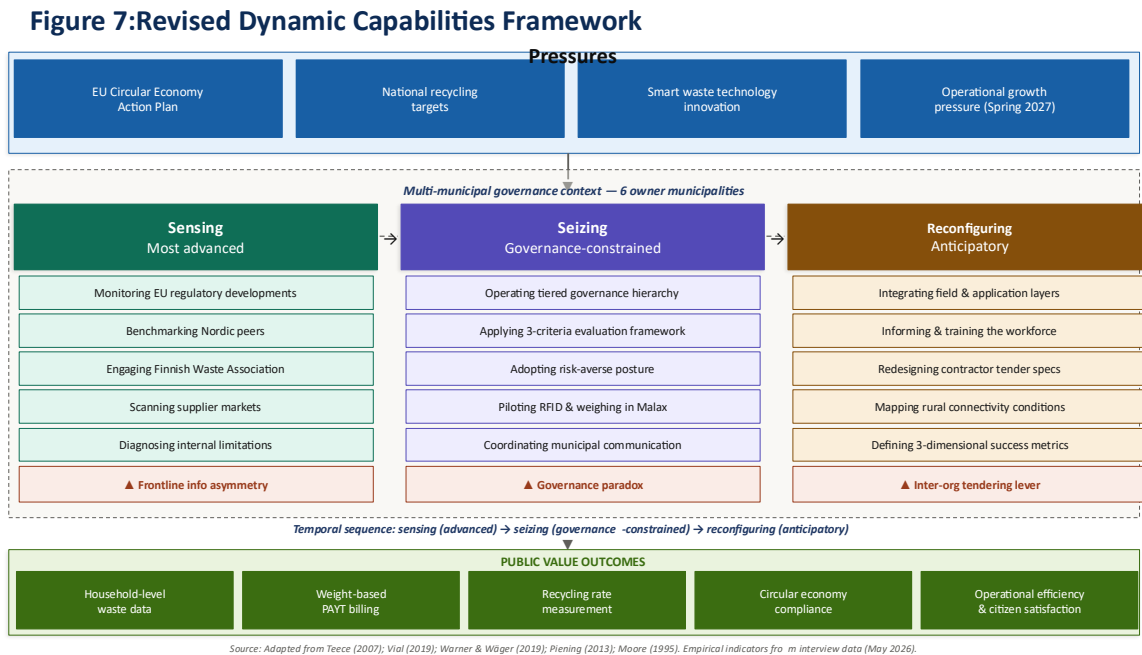 Figure 7:Revised Dynamic Capabilities Framework
Pressures
EU Circular Economy
Action Plan
National recycling
targets
Smart waste technology
innovation
Operational growth
pressure (Spring 2027)
Multi-municipal governance context — 6 owner municipalities
Sensing
Most advanced
→
Seizing
Governance-constrained
→
Reconfiguring
Anticipatory
Monitoring EU regulatory developments
Benchmarking Nordic peers
Engaging Finnish Waste Association
Scanning supplier markets
Diagnosing internal limitations
▲ Frontline info asymmetry
Operating tiered governance hierarchy
Applying 3-criteria evaluation framework
Adopting risk-averse posture
Piloting RFID & weighing in Malax
Coordinating municipal communication
▲ Governance paradox
Integrating field & application layers
Informing & training the workforce
Redesigning contractor tender specs
Mapping rural connectivity conditions
Defining 3-dimensional success metrics
▲ Inter-org tendering lever
Temporal sequence: sensing (advanced) → seizing (governance -constrained) → reconfiguring (anticipatory)
PUBLIC VALUE OUTCOMES
Household-level
waste data
Weight-based
PAYT billing
Recycling rate
measurement
Circular economy
compliance
Operational efficiency
& citizen satisfaction
Source: Adapted from Teece (2007); Vial (2019); Warner & Wäger (2019); Piening (2013); Moore (1995). Empirical indicators fro m interview data (May 2026).